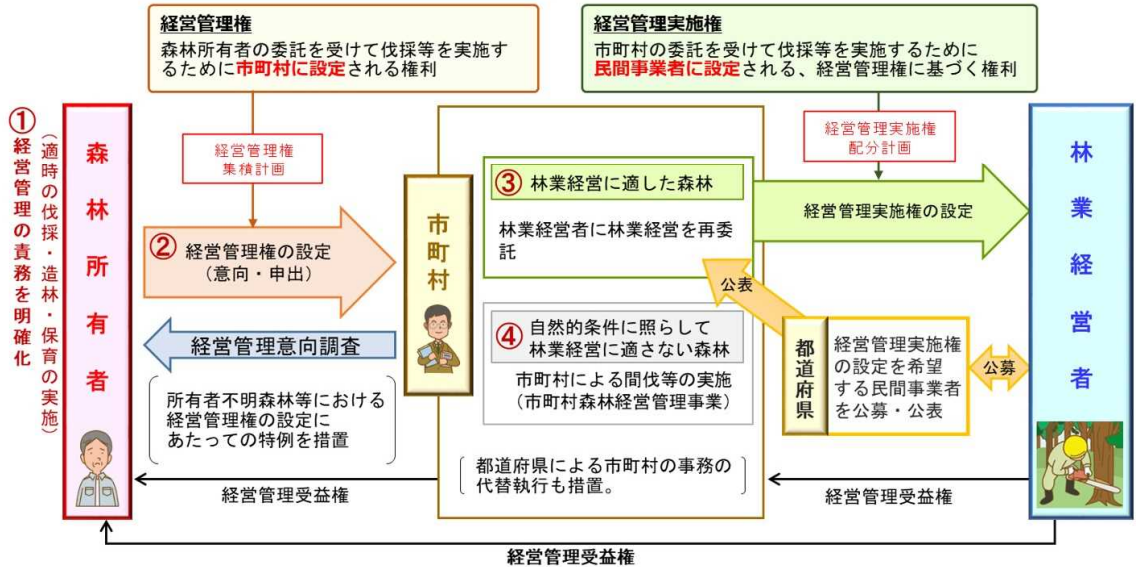 経営管理権
森林所有者の委託を受けて伐採等を実施す
るために市町村に設定される権利
経営管理実施権
市町村の委託を受けて伐採等を実施するために
民間事業者に設定される、経営管理権に基づく権利
①経営管理の責務を明確化
（適時の伐採・造林・保育の実施）
森林所有者
経営管理権
集積計画
②
経営管理権の設定
（意向・申出）
経営管理意向調査
所有者不明森林等における
経営管理権の設定に
あたっての特例を措置
市町村
③ 林業経営に適した森林
林業経営者に林業経営を再委
託
④
自然的条件に照らして
林業経営に適さない森林
市町村による間伐等の実施
（市町村森林経営管理事業）
都道府県による市町村の事務の
代替執行も措置。
経営管理実施権
配分計画
経営管理実施権の設定
公表
都道府県
経営管理実施権
の設定を希望
する民間事業者
を公募・公表
公募
林業経営者
経営管理受益権
経営管理受益権
経営管理受益権